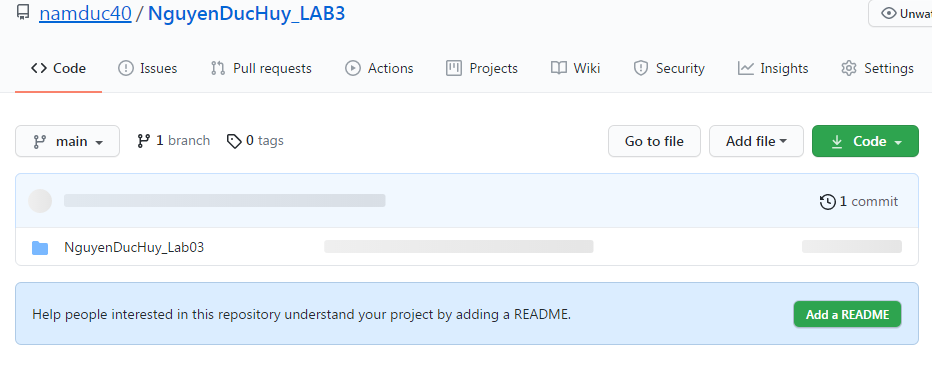 namduc40 / NguyenDucHuy_LAB3
Code Issues Pull requests Actions Projects Wiki Security Insights Settings
main 1 branch 0 tags Go to file Add file Code
1 commit
NguyenDucHuy_Lab03
Help people interested in this repository understand your project by adding a README. Add a README